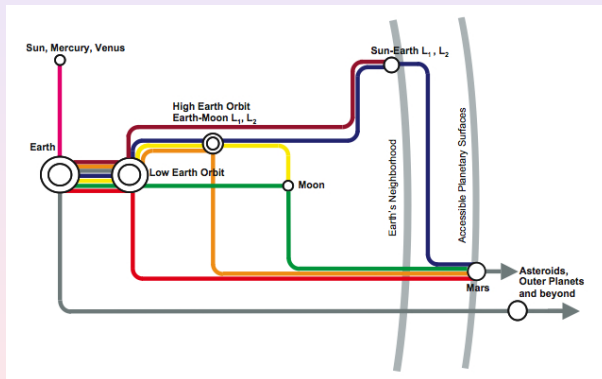 Sun, Mercury, Venus
Sun-Earth L1, L2
High Earth Orbit
Earth-Moon L1, L2
Earth
Low Earth Orbit
Moon
Earth's Neighborhood
Accessible Planetary Surfaces
Mars
Asteroids,
Outer Planets
and beyond